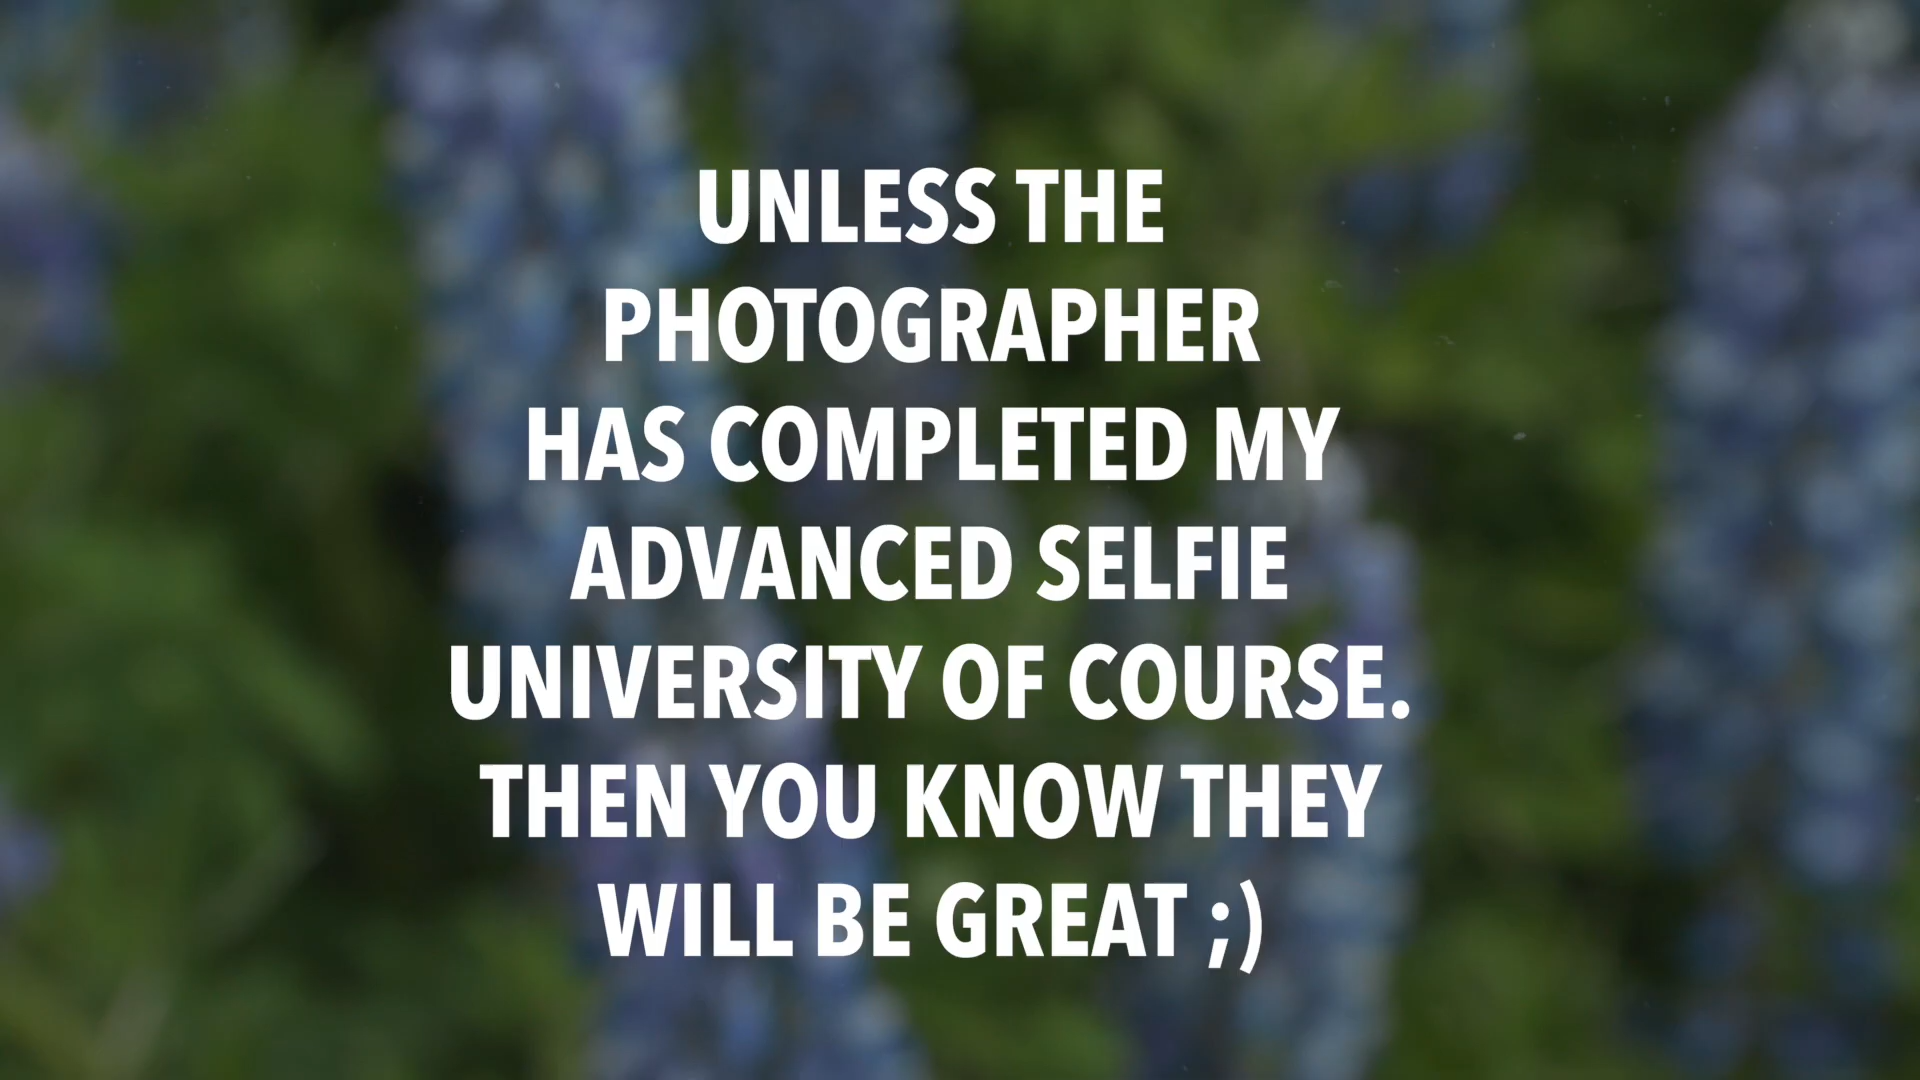 UNLESS THE
PHOTOGRAPHER
HAS COMPLETED MY
ADVANCED SELFIE
UNIVERSITY OF COURSE.
THEN YOU KNOW THEY
WILL BE GREAT ;)